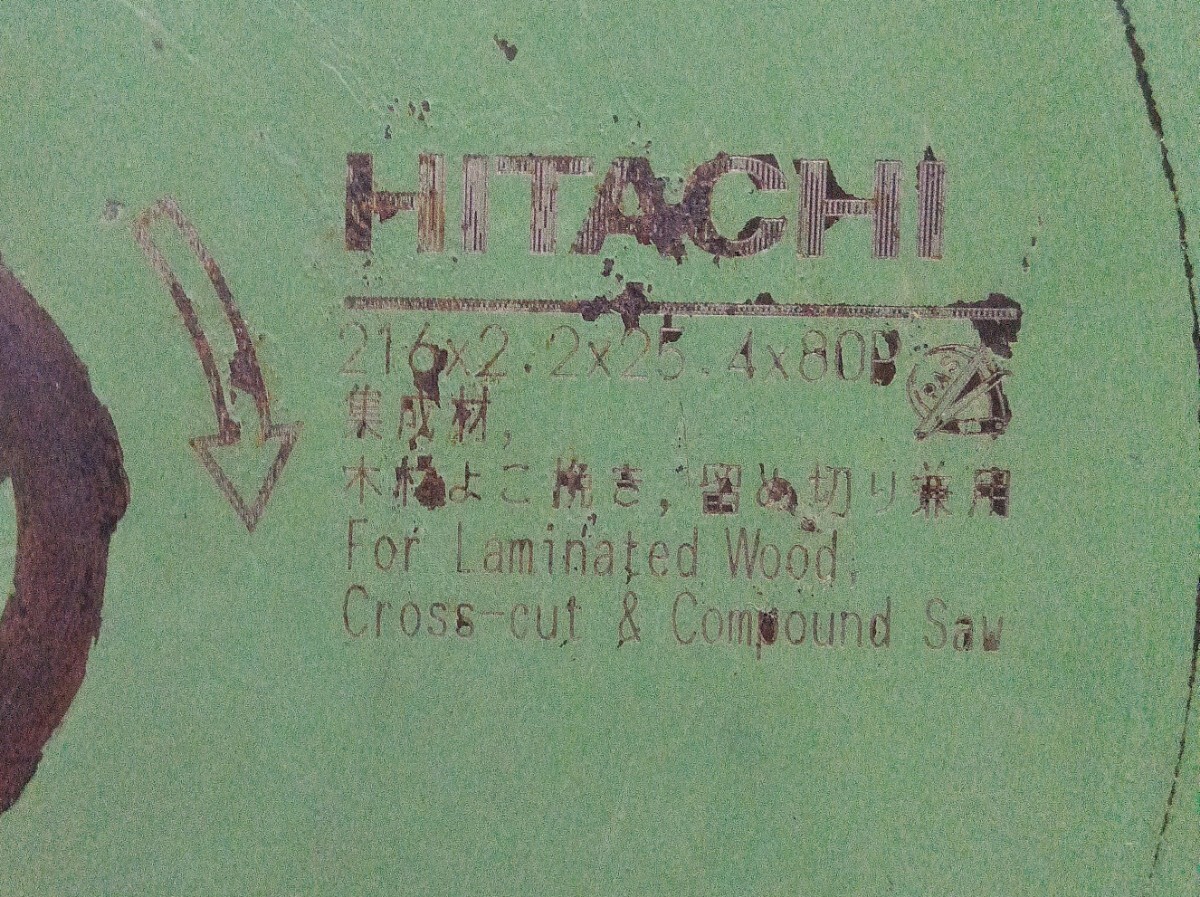 HITACHI
216x2.2x25.4x80P
集成材,
木材よこ挽き,留め切り兼用
For Laminated Wood,
Cross-cut & Compound Saw